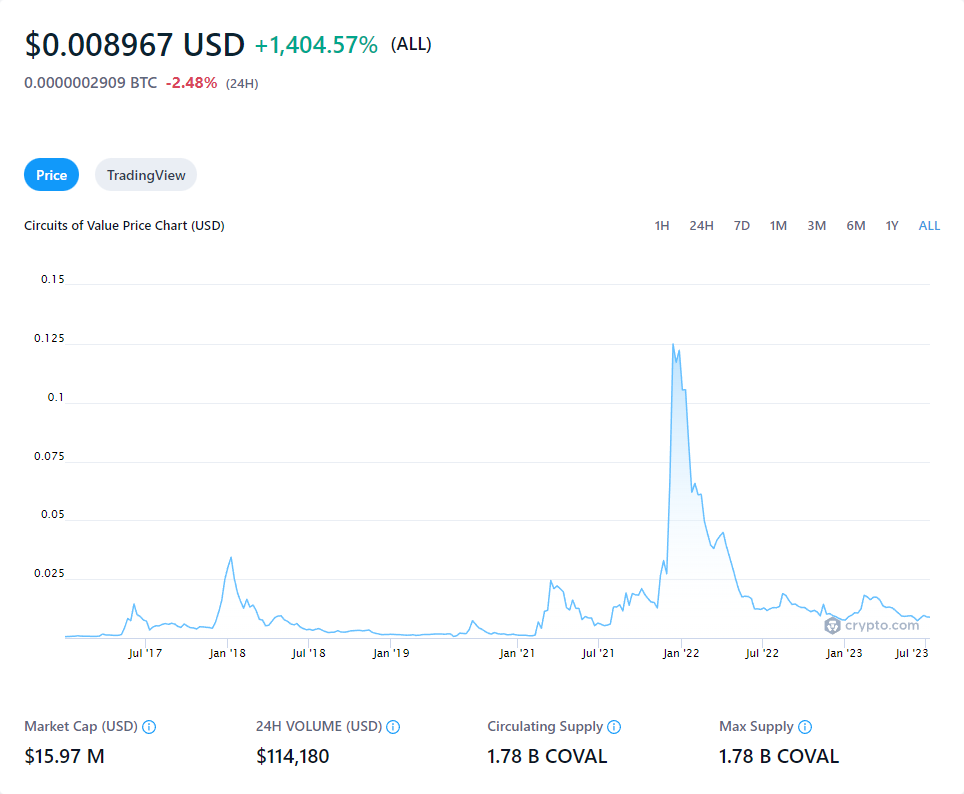 $0.008967 USD +1,404.57% (ALL)
0.0000002909 BTC -2.48% (24H)
Price TradingView
Circuits of Value Price Chart (USD) 1H 24H 7D 1M 3M 6M 1Y ALL
0.15
0.125
0.1
0.075
0.05
0.025
crypto.com
Jul '17 Jan '18 Jul '18 Jan '19 Jan '21 Jul '21 Jan '22 Jul '22 Jan '23 Jul '23
Market Cap (USD) 24H VOLUME (USD) Circulating Supply Max Supply
$15.97 M $114,180 1.78 B COVAL 1.78 B COVAL